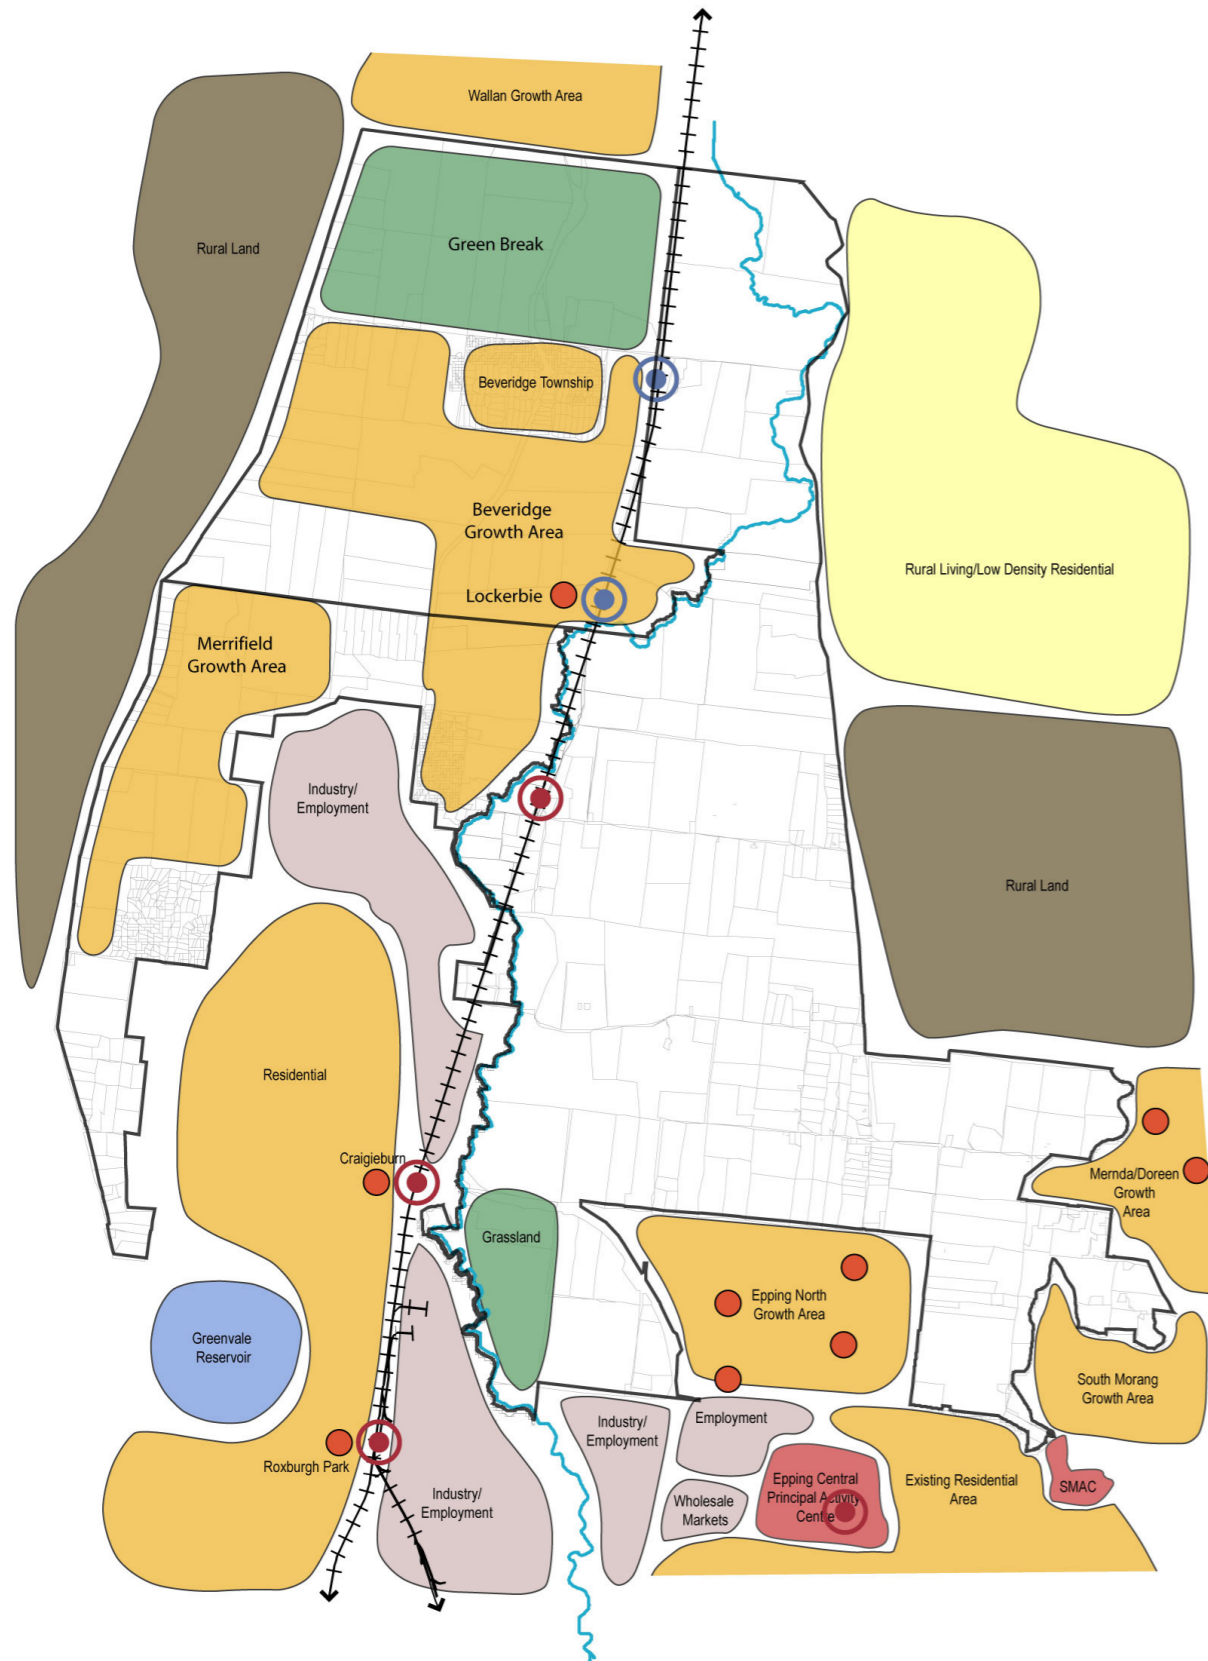 Wallan Growth Area
Rural Land
Green Break
Beveridge Township
Beveridge
Growth Area
Rural Living/Low Density Residential
Lockerbie
Merrifield
Growth Area
Industry/
Employment
Rural Land
Residential
Craigieburn
Mernda/Doreen
Growth
Area
Grassland
Epping North
Growth Area
Greenvale
Reservoir
South Morang
Growth Area
Industry/
Employment
Employment
Roxburgh Park
Industry/
Employment
Wholesale
Markets
Epping Central
Principal Activity
Centre
Existing Residential
Area
SMAC